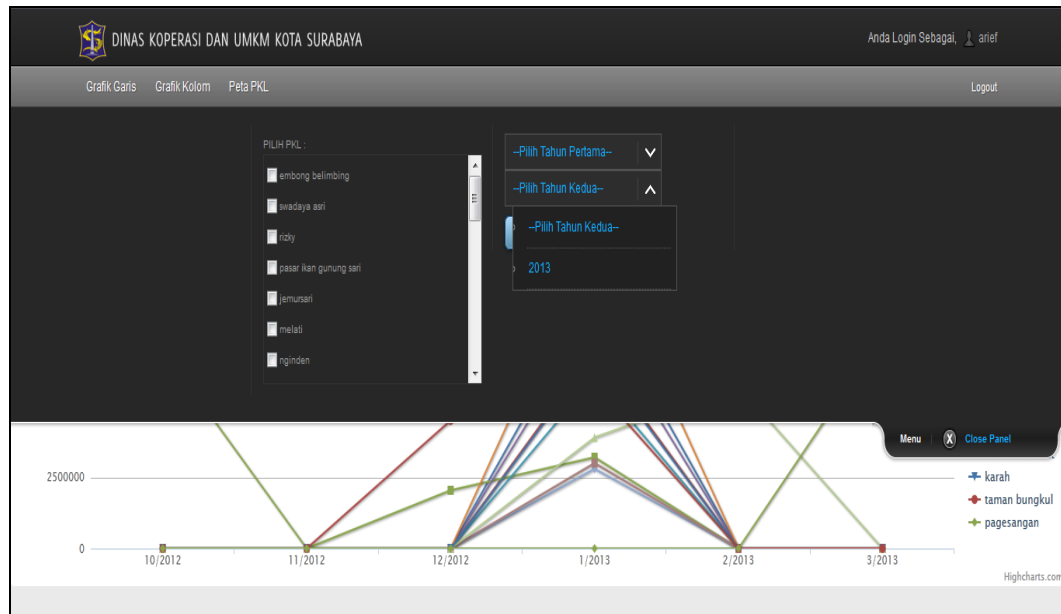 DINAS KOPERASI DAN UMKM KOTA SURABAYA
Anda Login Sebagai, arief
Grafik Garis Grafik Kolom Peta PKL Logout
PILIH PKL :
embong belimbing
swadaya asri
rizky
pasar ikan gunung sari
jemursari
melati
nginden
--Pilih Tahun Pertama--
--Pilih Tahun Kedua--
--Pilih Tahun Kedua--
2013
Menu | X Close Panel
2500000
0
10/2012 11/2012 12/2012 1/2013 2/2013 3/2013
karah
taman bungkul
pagesangan
Highcharts.com